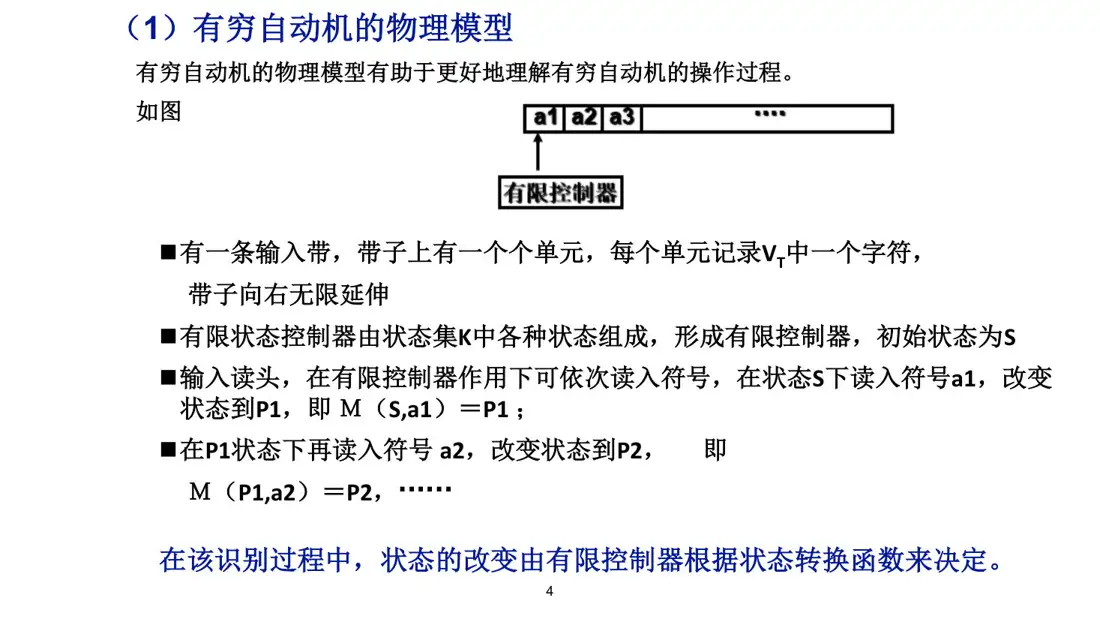 （1）有穷自动机的物理模型
有穷自动机的物理模型有助于更好地理解有穷自动机的操作过程。
如图
a1 a2 a3 ····
有限控制器
■有一条输入带，带子上有一个个单元，每个单元记录VT中一个字符，
带子向右无限延伸
■有限状态控制器由状态集K中各种状态组成，形成有限控制器，初始状态为S
■输入读头，在有限控制器作用下可依次读入符号，在状态S下读入符号a1，改变
状态到P1，即 M（S,a1）＝P1；
■在P1状态下再读入符号 a2，改变状态到P2， 即
M（P1,a2）＝P2，……
在该识别过程中，状态的改变由有限控制器根据状态转换函数来决定。
4